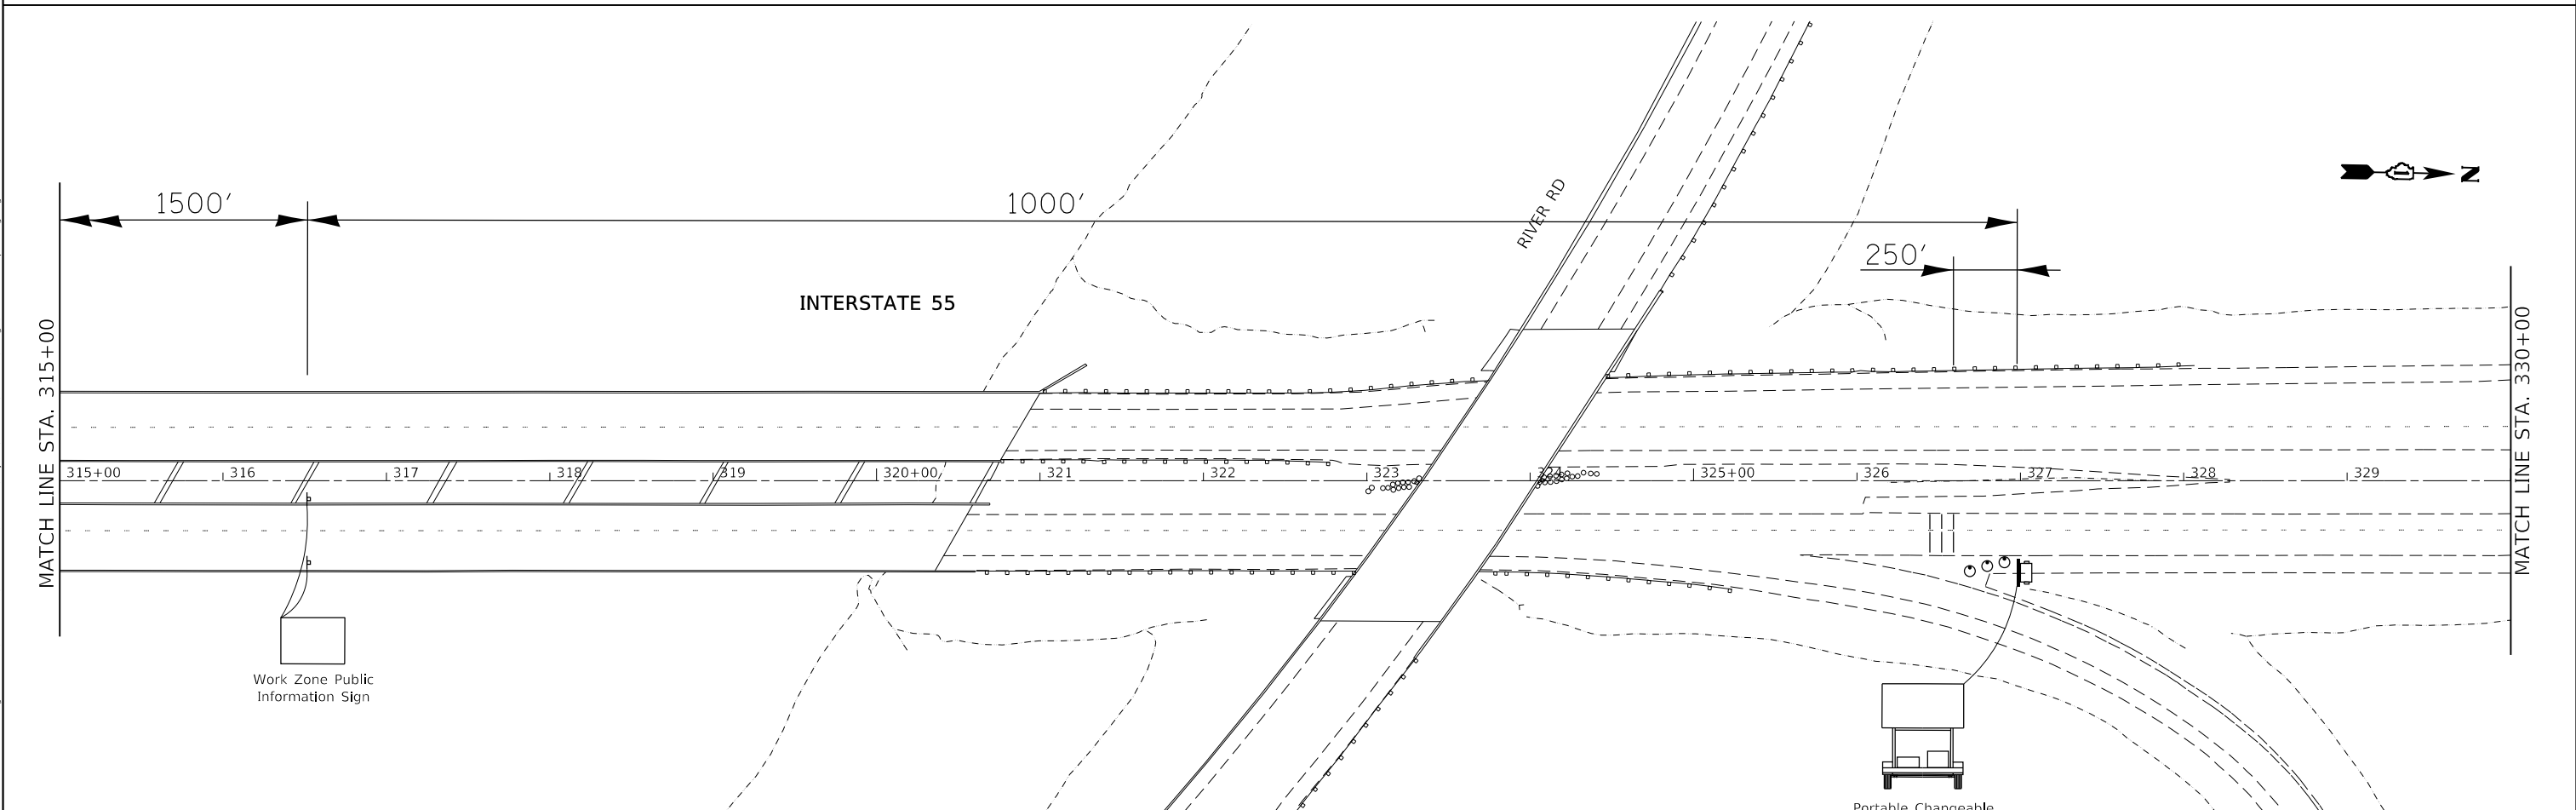 1500'
1000'
RIVER RD
N
250'
INTERSTATE 55
MATCH LINE STA. 315+00
MATCH LINE STA. 330+00
315+00 316 317 318 319 320+00 321 322 323 324 325+00 326 327 328 329
Work Zone Public
Information Sign
Portable Changeable